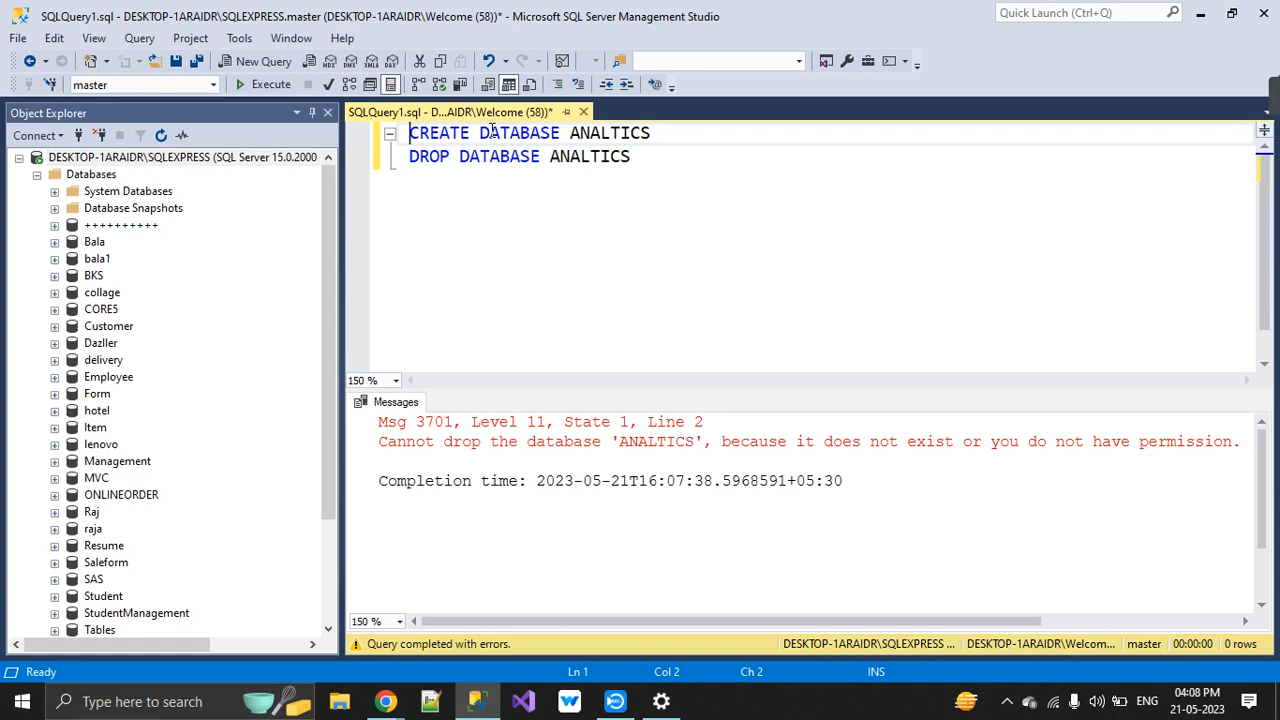 SQLQuery1.sql - DESKTOP-1ARAIDR\SQLEXPRESS.master (DESKTOP-1ARAIDR\Welcome (58))* - Microsoft SQL Server Management Studio
Quick Launch (Ctrl+Q)
File Edit View Query Project Tools Window Help
New Query
MDX DMX XMLA DAX
master
Execute
Object Explorer
SQLQuery1.sql - D...AIDR\Welcome (58))*
Connect
DESKTOP-1ARAIDR\SQLEXPRESS (SQL Server 15.0.2000
Databases
System Databases
Database Snapshots
++++++++++
Bala
bala1
BKS
collage
CORE5
Customer
Dazller
delivery
Employee
Form
hotel
Item
lenovo
Management
MVC
ONLINEORDER
Raj
raja
Resume
Saleform
SAS
Student
StudentManagement
Tables
CREATE DATABASE ANALTICS
DROP DATABASE ANALTICS
150 %
Messages
Msg 3701, Level 11, State 1, Line 2
Cannot drop the database 'ANALTICS', because it does not exist or you do not have permission.
Completion time: 2023-05-21T16:07:38.5968591+05:30
150 %
Query completed with errors.
DESKTOP-1ARAIDR\SQLEXPRESS ...
DESKTOP-1ARAIDR\Welcom...
master
00:00:00
0 rows
Ready
Ln 1
Col 2
Ch 2
INS
Type here to search
ENG
04:08 PM
21-05-2023